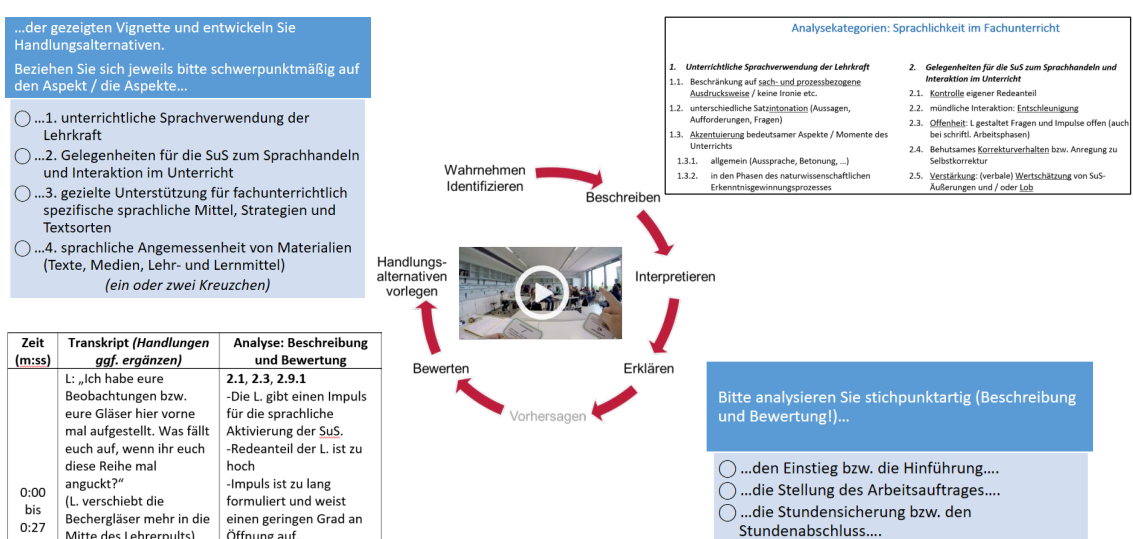 …der gezeigten Vignette und entwickeln Sie
Handlungsalternativen.
Beziehen Sie sich jeweils bitte schwerpunktmäßig auf
den Aspekt / die Aspekte…
…1. unterrichtliche Sprachverwendung der
Lehrkraft
…2. Gelegenheiten für die SuS zum Sprachhandeln
und Interaktion im Unterricht
…3. gezielte Unterstützung für fachunterrichtlich
spezifische sprachliche Mittel, Strategien und
Textsorten
…4. sprachliche Angemessenheit von Materialien
(Texte, Medien, Lehr- und Lernmittel)
(ein oder zwei Kreuzchen)
Analysekategorien: Sprachlichkeit im Fachunterricht
1. Unterrichtliche Sprachverwendung der Lehrkraft
1.1. Beschränkung auf sach- und prozessbezogene
Ausdrucksweise / keine Ironie etc.
1.2. unterschiedliche Satzintonation (Aussagen,
Aufforderungen, Fragen)
1.3. Akzentuierung bedeutsamer Aspekte / Momente des
Unterrichts
1.3.1. allgemein (Aussprache, Betonung, …)
1.3.2. in den Phasen des naturwissenschaftlichen
Erkenntnisgewinnungsprozesses
2. Gelegenheiten für die SuS zum Sprachhandeln und
Interaktion im Unterricht
2.1. Kontrolle eigener Redeanteil
2.2. mündliche Interaktion: Entschleunigung
2.3. Offenheit: L gestaltet Fragen und Impulse offen (auch
bei schriftl. Arbeitsphasen)
2.4. Behutsames Korrekturverhalten bzw. Anregung zu
Selbstkorrektur
2.5. Verstärkung: (verbale) Wertschätzung von SuS-
Äußerungen und / oder Lob
Wahrnehmen
Identifizieren
Beschreiben
Interpretieren
Erklären
Vorhersagen
Bewerten
Handlungs-
alternativen
vorlegen
Zeit
(m:ss)
Transkript (Handlungen
ggf. ergänzen)
Analyse: Beschreibung
und Bewertung
0:00
bis
0:27
L: „Ich habe eure
Beobachtungen bzw.
eure Gläser hier vorne
mal aufgestellt. Was fällt
euch auf, wenn ihr euch
diese Reihe mal
anguckt?“
(L. verschiebt die
Bechergläser mehr in die
Mitte des Lehrerpults)
2.1, 2.3, 2.9.1
-Die L. gibt einen Impuls
für die sprachliche
Aktivierung der SuS.
-Redeanteil der L. ist zu
hoch
-Impuls ist zu lang
formuliert und weist
einen geringen Grad an
Öffnung auf.
Bitte analysieren Sie stichpunktartig (Beschreibung
und Bewertung!)…
…den Einstieg bzw. die Hinführung….
…die Stellung des Arbeitsauftrages….
…die Stundensicherung bzw. den
Stundenabschluss….